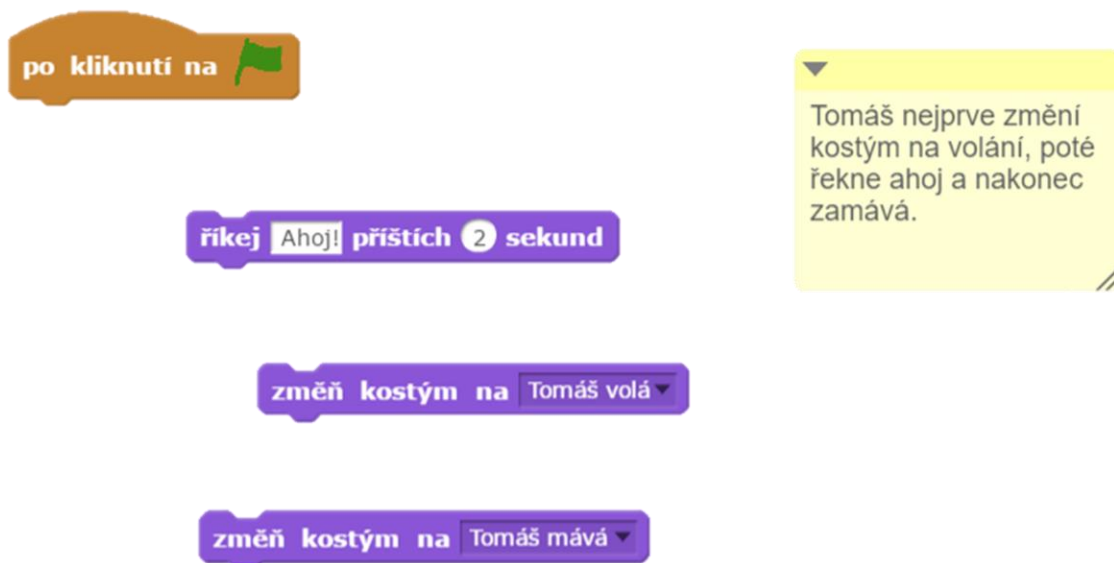 po kliknutí na
Tomáš nejprve změní
kostým na volání, poté
řekne ahoj a nakonec
zamává.
říkej Ahoj! příštích 2 sekund
změň kostým na Tomáš volá
změň kostým na Tomáš mává